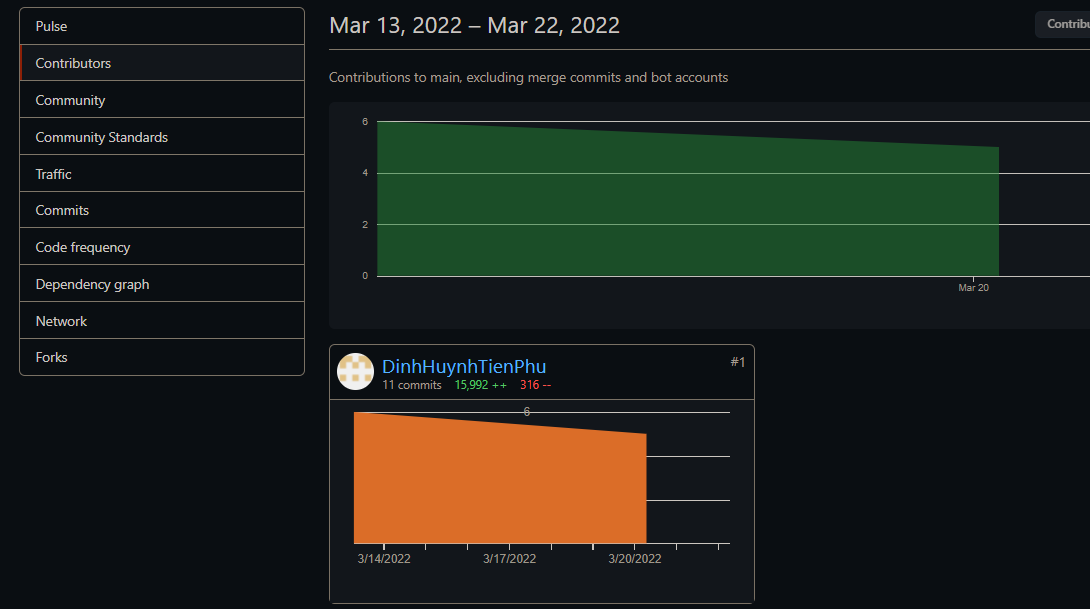 Pulse
Contributors
Community
Community Standards
Traffic
Commits
Code frequency
Dependency graph
Network
Forks
Mar 13, 2022 – Mar 22, 2022
Contributions to main, excluding merge commits and bot accounts
6
4
2
0
Mar 20
DinhHuynhTienPhu
#1
11 commits 15,992 ++ 316 --
6
3/14/2022 3/17/2022 3/20/2022